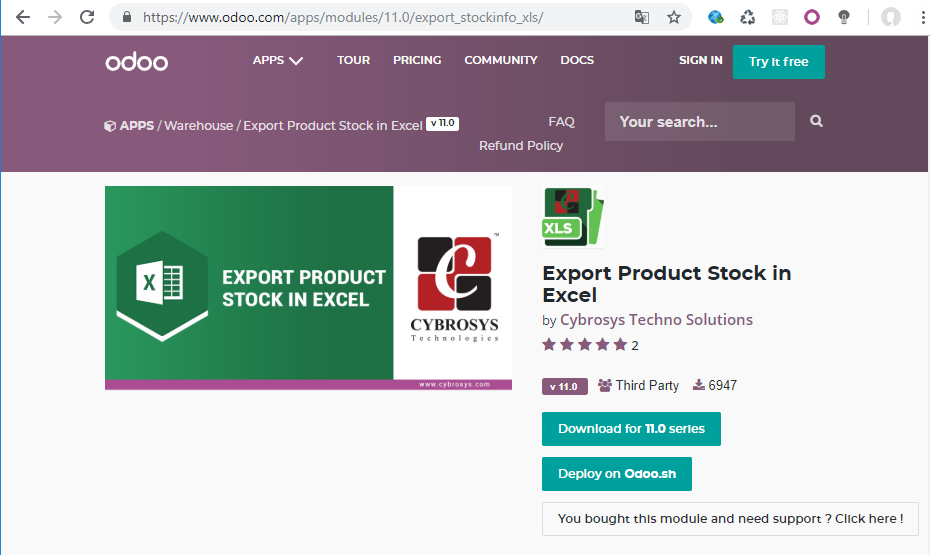 https://www.odoo.com/apps/modules/11.0/export_stockinfo_xls/
odoo
APPS TOUR PRICING COMMUNITY DOCS SIGN IN Try it free
APPS / Warehouse / Export Product Stock in Excel v 11.0
FAQ
Refund Policy
Your search...
X
EXPORT PRODUCT
STOCK IN EXCEL
C
TM
CYBROSYS
Technologies
www.cybrosys.com
C
XLS
Export Product Stock in
Excel
by Cybrosys Techno Solutions
2
v 11.0 Third Party 6947
Download for 11.0 series
Deploy on Odoo.sh
You bought this module and need support ? Click here !